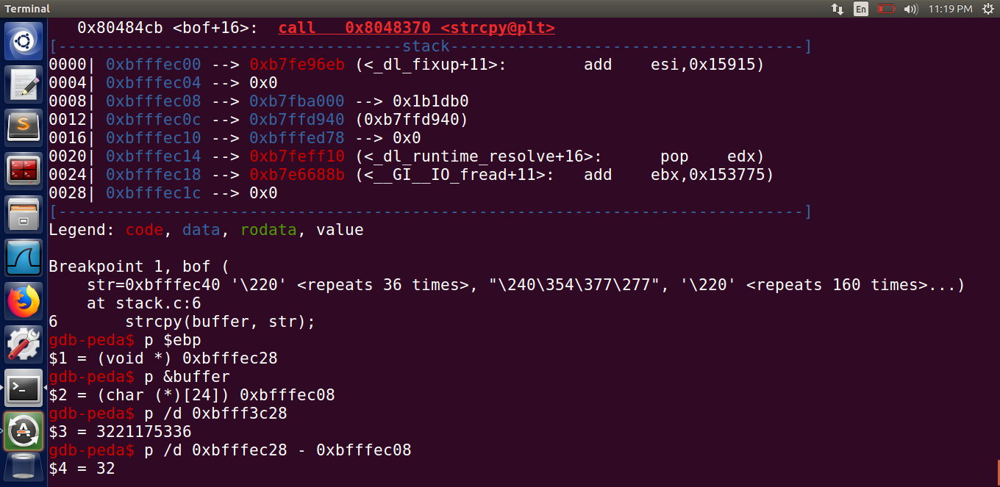 Terminal
En
11:19 PM
0x80484cb <bof+16>: call 0x8048370 <strcpy@plt>
[------------------------------------stack-------------------------------------]
0000| 0xbfffec00 --> 0xb7fe96eb (<_dl_fixup+11>: add esi,0x15915)
0004| 0xbfffec04 --> 0x0
0008| 0xbfffec08 --> 0xb7fba000 --> 0x1b1db0
0012| 0xbfffec0c --> 0xb7ffd940 (0xb7ffd940)
0016| 0xbfffec10 --> 0xbfffed78 --> 0x0
0020| 0xbfffec14 --> 0xb7feff10 (<_dl_runtime_resolve+16>: pop edx)
0024| 0xbfffec18 --> 0xb7e6688b (<__GI__IO_fread+11>: add ebx,0x153775)
0028| 0xbfffec1c --> 0x0
[------------------------------------------------------------------------------]
Legend: code, data, rodata, value
Breakpoint 1, bof (
str=0xbfffec40 '\220' <repeats 36 times>, "\240\354\377\277", '\220' <repeats 160 times>...)
at stack.c:6
6 strcpy(buffer, str);
gdb-peda$ p $ebp
$1 = (void *) 0xbfffec28
gdb-peda$ p &buffer
$2 = (char (*)[24]) 0xbfffec08
gdb-peda$ p /d 0xbfff3c28
$3 = 3221175336
gdb-peda$ p /d 0xbfffec28 - 0xbfffec08
$4 = 32